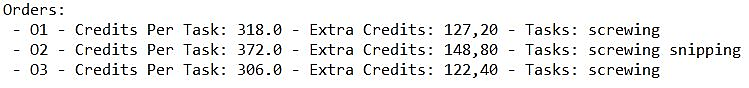 Orders:
- O1 - Credits Per Task: 318.0 - Extra Credits: 127,20 - Tasks: screwing
- O2 - Credits Per Task: 372.0 - Extra Credits: 148,80 - Tasks: screwing snipping
- O3 - Credits Per Task: 306.0 - Extra Credits: 122,40 - Tasks: screwing